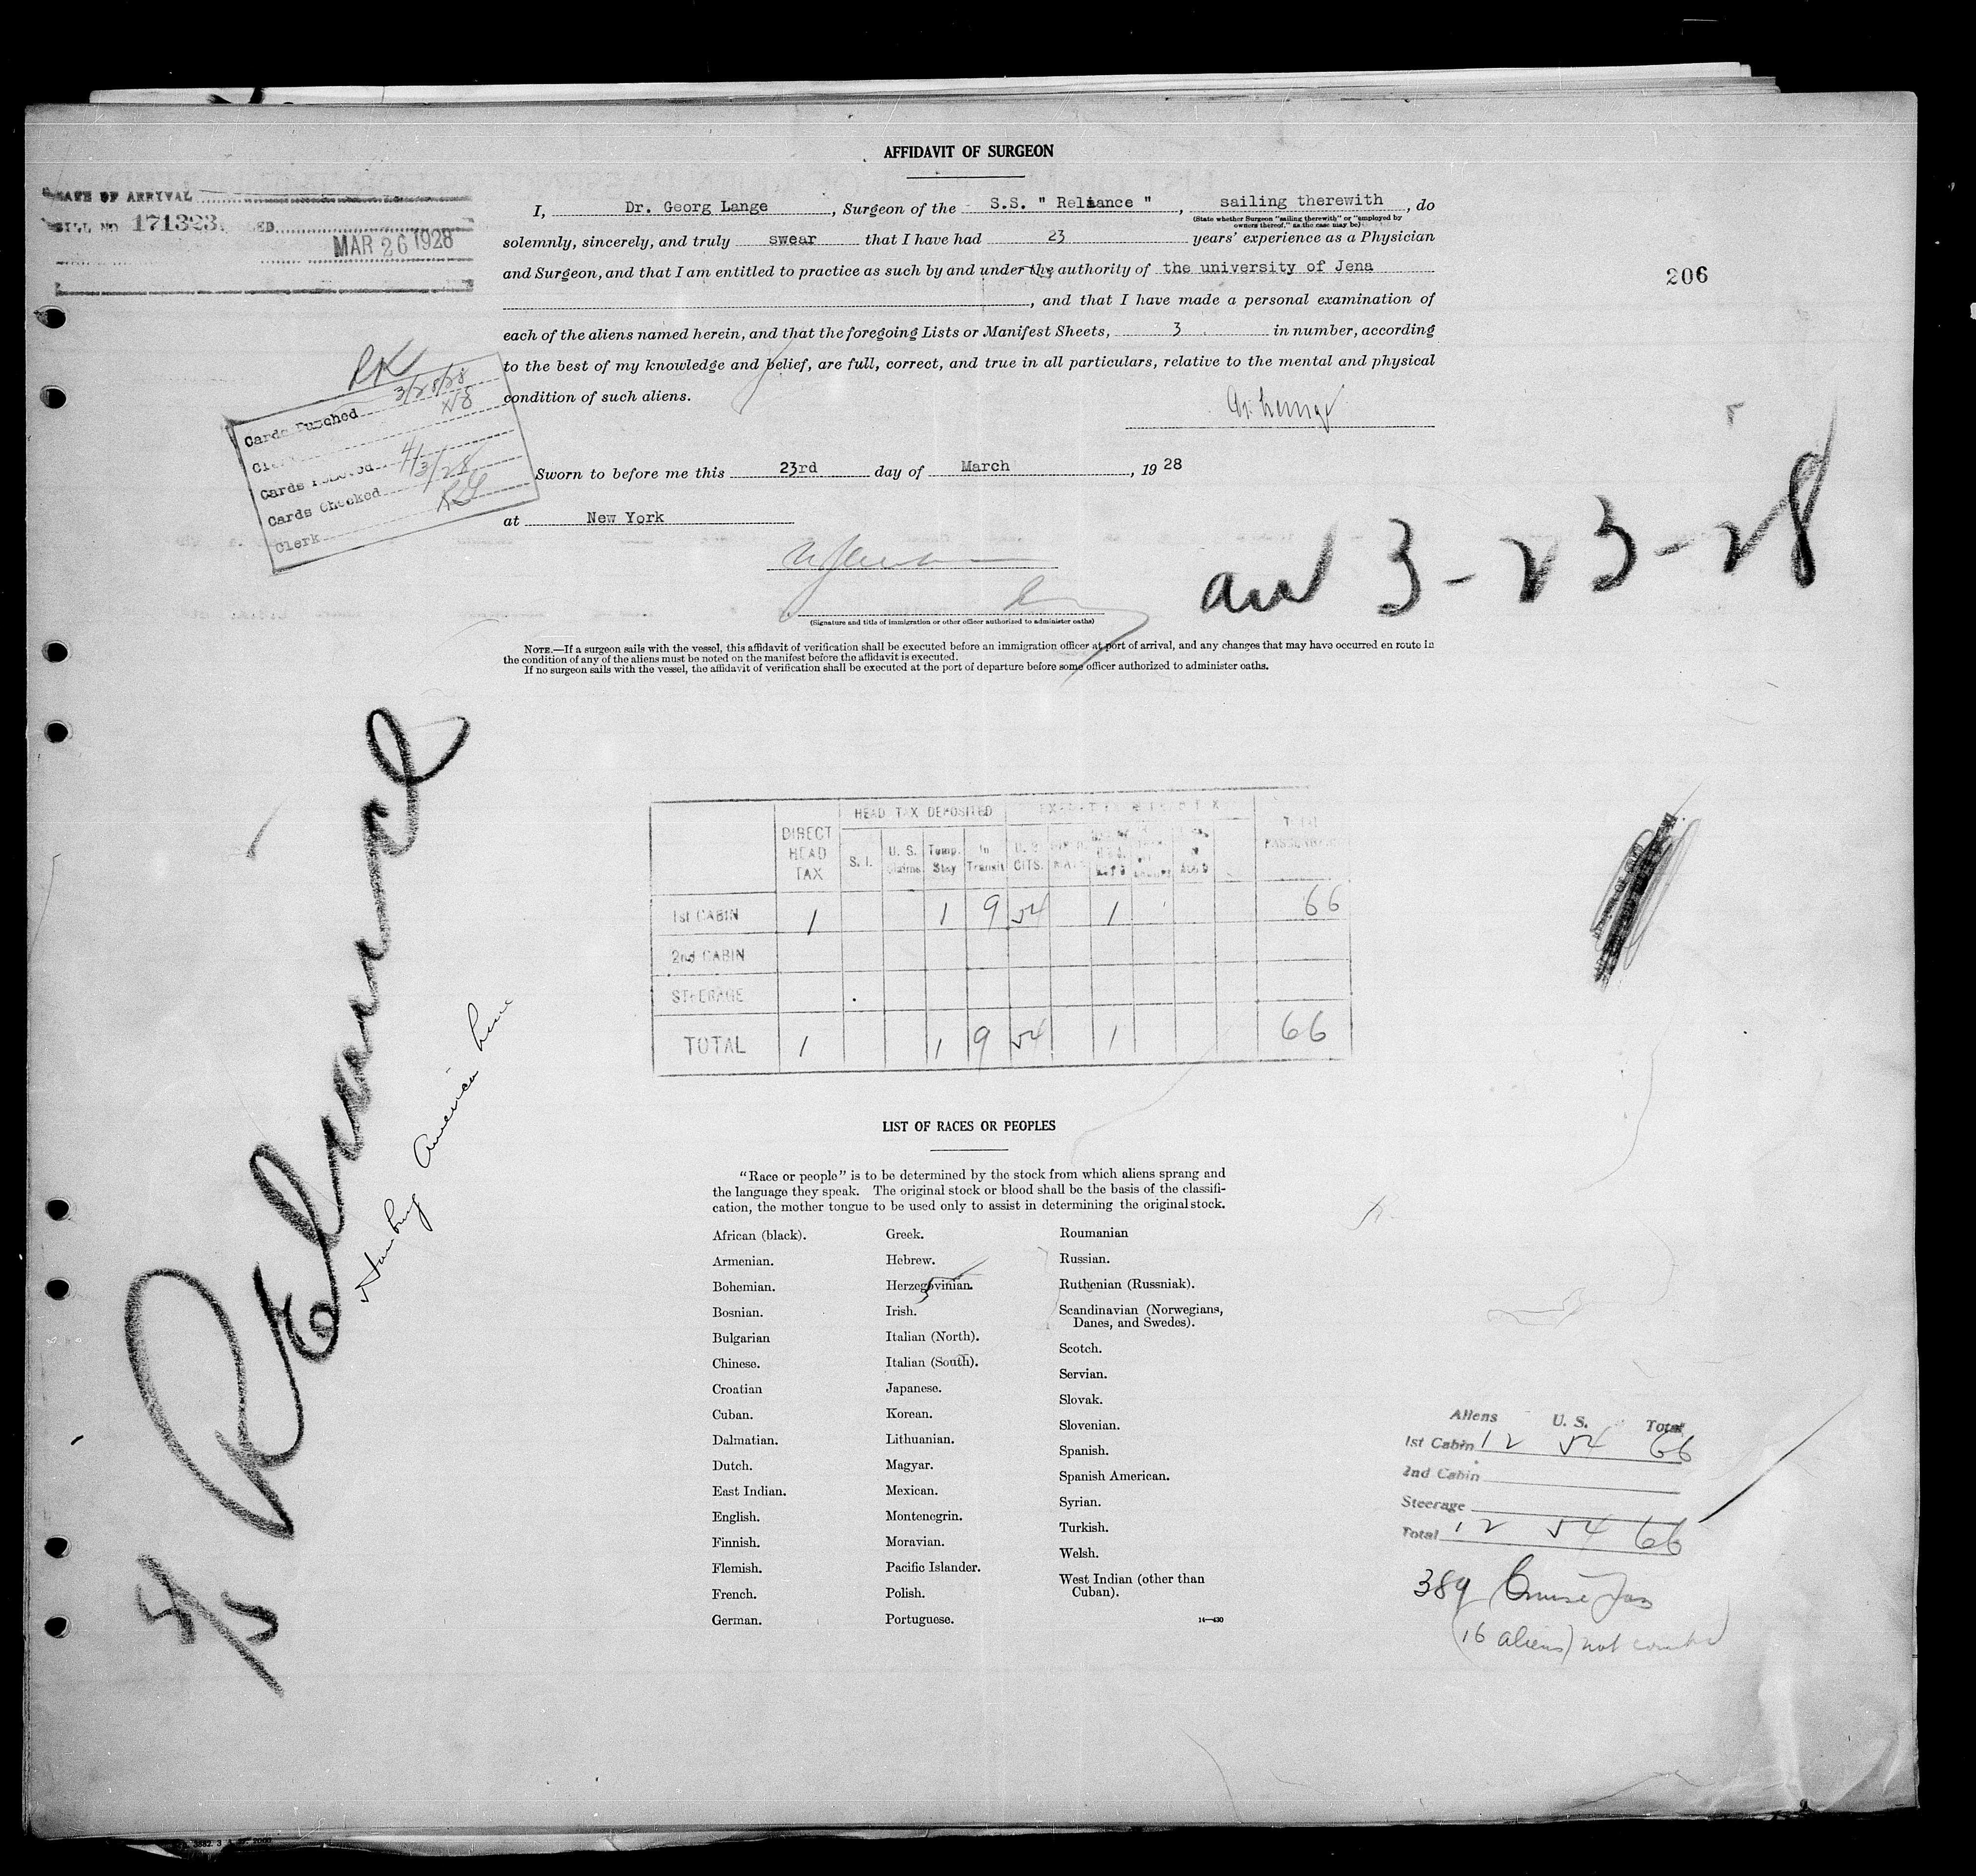 AFFIDAVIT OF SURGEON
DATE OF ARRIVAL
BILL NO 171323
MAR 26 1928
206
I, Dr. Georg Lange, Surgeon of the S.S. " Reliance ", sailing therewith, do
(State whether Surgeon "sailing therewith" or "employed by
owners thereof," as the case may be)
solemnly, sincerely, and truly swear that I have had 23 years' experience as a Physician
and Surgeon, and that I am entitled to practice as such by and under the authority of the university of Jena
, and that I have made a personal examination of
each of the aliens named herein, and that the foregoing Lists or Manifest Sheets, 3 in number, according
to the best of my knowledge and belief, are full, correct, and true in all particulars, relative to the mental and physical
condition of such aliens.
Dr. Lange
RK
Cards Punched 3/28/28
Clerk
Cards 4/3/28
Cards Checked
Clerk
Sworn to before me this 23rd day of March, 1928
at New York
(Signature and title of immigration or other officer authorized to administer oaths)
arr 3-23-28
NOTE.—If a surgeon sails with the vessel, this affidavit of verification shall be executed before an immigration officer at port of arrival, and any changes that may have occurred en route in
the condition of any of the aliens must be noted on the manifest before the affidavit is executed.
If no surgeon sails with the vessel, the affidavit of verification shall be executed at the port of departure before some officer authorized to administer oaths.
Reliance
Hamburg America Line
HEAD TAX DEPOSITED
DIRECT HEAD TAX S. I. U. S. Claims Temp. Stay In Transit U. S. CITS. TOTAL PASSENGERS
1st CABIN 1 1 9 54 1 66
2nd CABIN
STEERAGE
TOTAL 1 1 9 54 1 66
LIST OF RACES OR PEOPLES
"Race or people" is to be determined by the stock from which aliens sprang and
the language they speak. The original stock or blood shall be the basis of the classifi-
cation, the mother tongue to be used only to assist in determining the original stock.
African (black).
Armenian.
Bohemian.
Bosnian.
Bulgarian
Chinese.
Croatian
Cuban.
Dalmatian.
Dutch.
East Indian.
English.
Finnish.
Flemish.
French.
German.
Greek.
Hebrew.
Herzegovinian.
Irish.
Italian (North).
Italian (South).
Japanese.
Korean.
Lithuanian.
Magyar.
Mexican.
Montenegrin.
Moravian.
Pacific Islander.
Polish.
Portuguese.
Roumanian
Russian.
Ruthenian (Russniak).
Scandinavian (Norwegians,
Danes, and Swedes).
Scotch.
Servian.
Slovak.
Slovenian.
Spanish.
Spanish American.
Syrian.
Turkish.
Welsh.
West Indian (other than
Cuban).
14—430
Aliens U. S. Total
1st Cabin 12 54 66
2nd Cabin
Steerage
Total 12 54 66
389 Cruise
(16 aliens) not counted